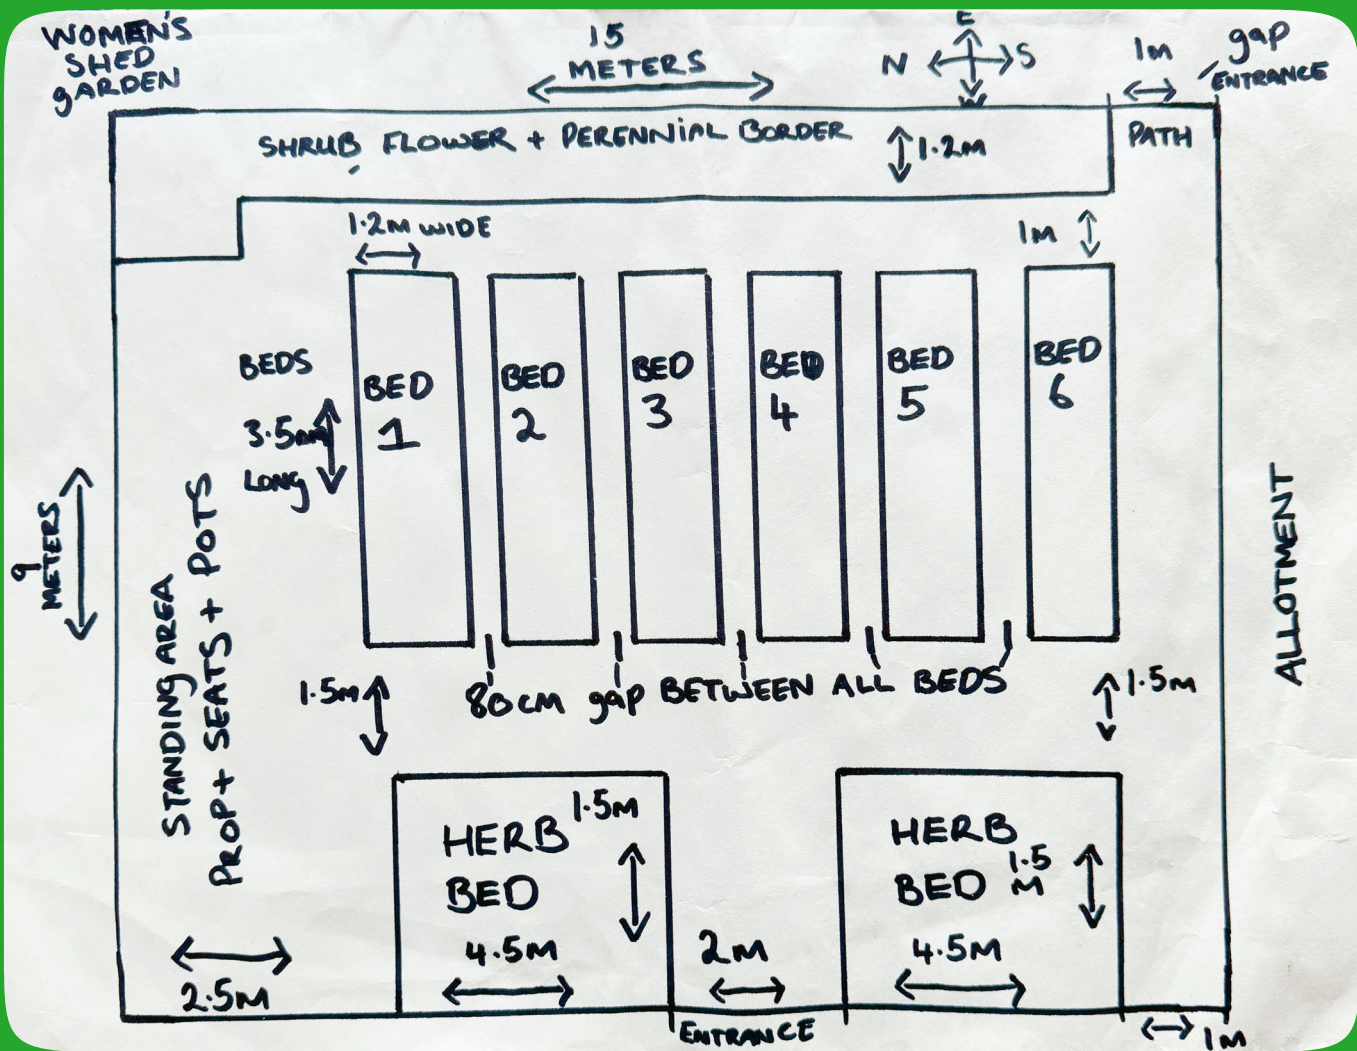 WOMEN'S
SHED
gARDEN
15
METERS
E
N
S
W
1M
gap
ENTRANCE
SHRUB FLOWER + PERENNIAL BORDER
1.2M
PATH
1.2M WIDE
1M
BEDS
3.5M
LONG
BED
1
BED
2
BED
3
BED
4
BED
5
BED
6
9
METERS
STANDING AREA
PROP + SEATS + POTS
ALLOTMENT
1.5M
80CM gap BETWEEN ALL BEDS
1.5M
HERB
BED
1.5M
4.5M
2M
HERB
BED
1.5
M
4.5M
2.5M
ENTRANCE
1M